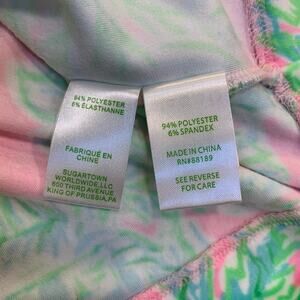 94% POLYESTER
6% ÉLASTHANNE
FABRIQUÉ EN
CHINE
SUGARTOWN
WORLDWIDE,LLC
800 THIRD AVENUE
KING OF PRUSSIA,PA
94% POLYESTER
6% SPANDEX
MADE IN CHINA
RN#88189
SEE REVERSE
FOR CARE